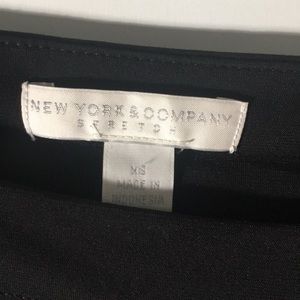 NEW YORK & COMPANY
STRETCH
XS
MADE IN
INDONESIA